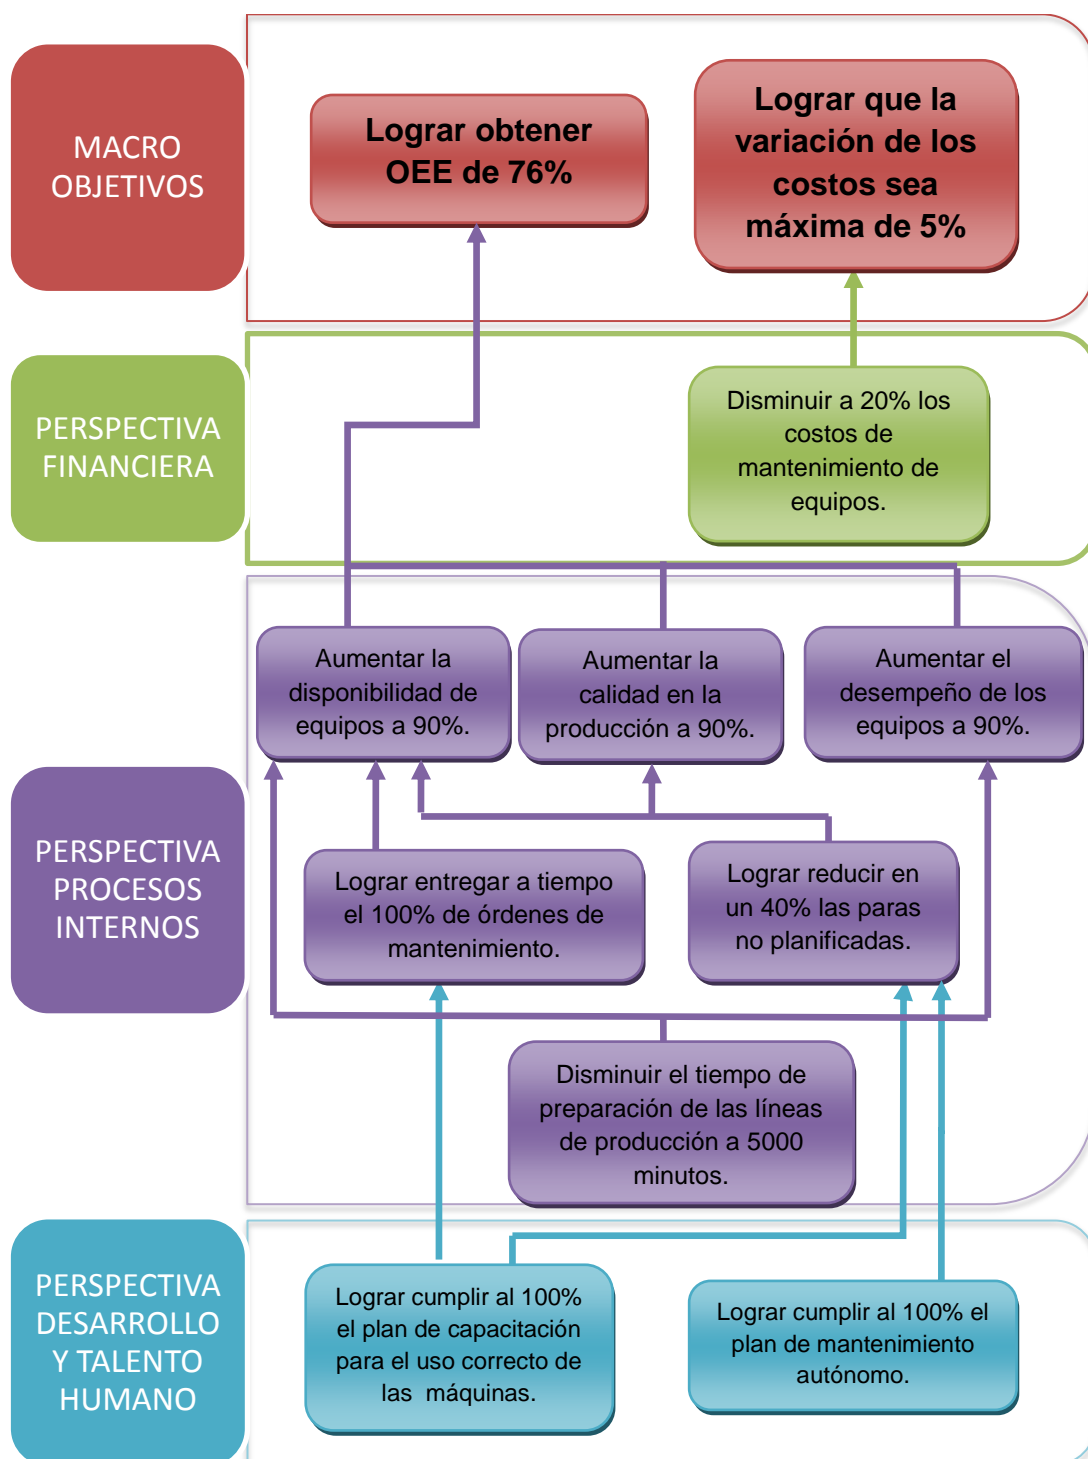 MACRO
OBJETIVOS
Lograr obtener
OEE de 76%
Lograr que la
variación de los
costos sea
máxima de 5%
PERSPECTIVA
FINANCIERA
Disminuir a 20% los
costos de
mantenimiento de
equipos.
PERSPECTIVA
PROCESOS
INTERNOS
Aumentar la
disponibilidad de
equipos a 90%.
Aumentar la
calidad en la
producción a 90%.
Aumentar el
desempeño de los
equipos a 90%.
Lograr entregar a tiempo
el 100% de órdenes de
mantenimiento.
Lograr reducir en
un 40% las paras
no planificadas.
Disminuir el tiempo de
preparación de las líneas
de producción a 5000
minutos.
PERSPECTIVA
DESARROLLO
Y TALENTO
HUMANO
Lograr cumplir al 100%
el plan de capacitación
para el uso correcto de
las  máquinas.
Lograr cumplir al 100% el
plan de mantenimiento
autónomo.